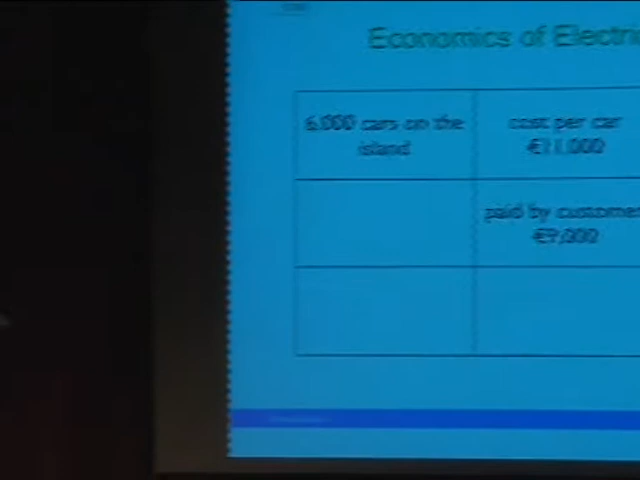 Economics of Electri
6.000 cars on the
island
cost per car
€11.000
paid by customer
€9.000